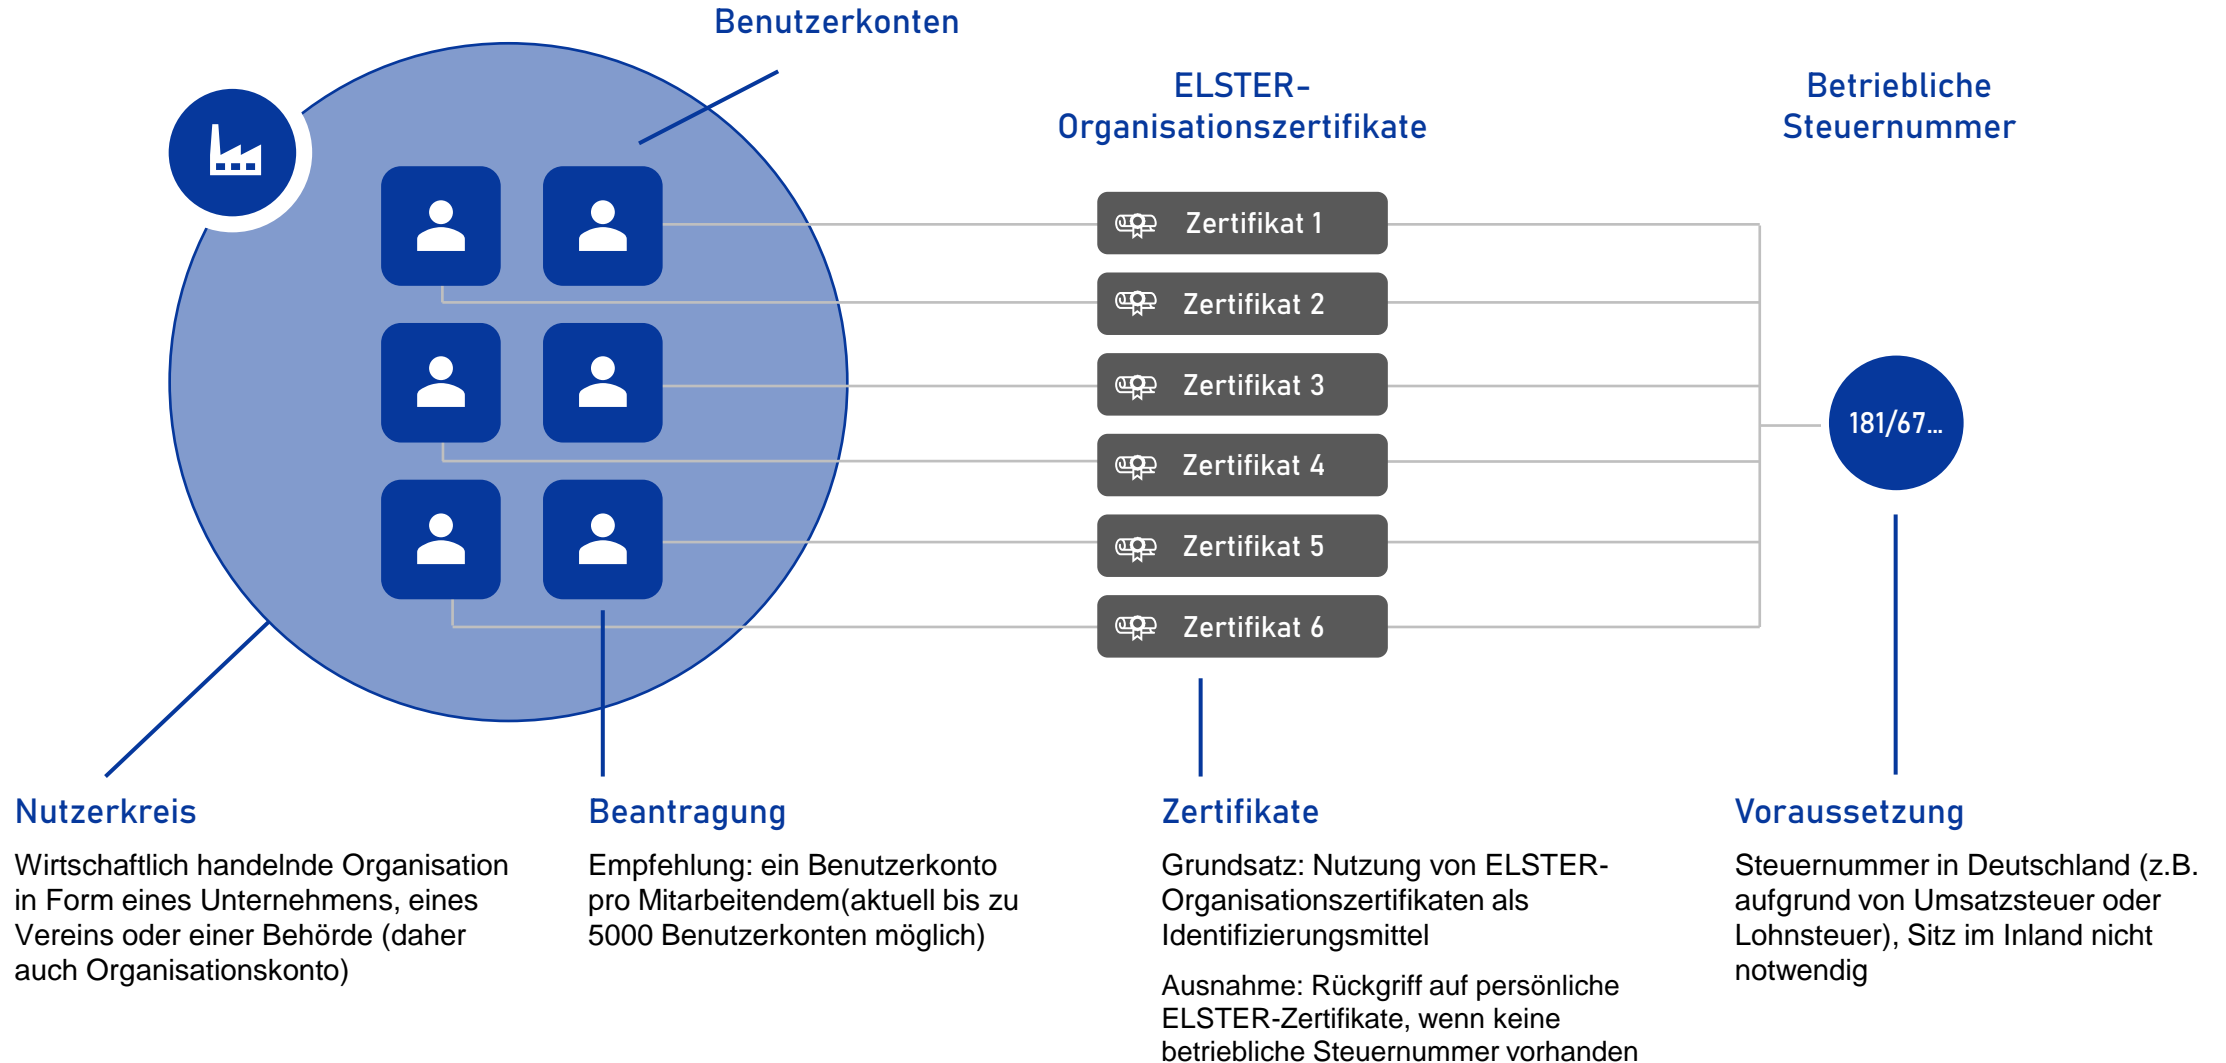 Benutzerkonten
ELSTER-
Organisationszertifikate
Betriebliche
Steuernummer
Zertifikat 1
Zertifikat 2
Zertifikat 3
Zertifikat 4
Zertifikat 5
Zertifikat 6
181/67...
Nutzerkreis
Wirtschaftlich handelnde Organisation
in Form eines Unternehmens, eines
Vereins oder einer Behörde (daher
auch Organisationskonto)
Beantragung
Empfehlung: ein Benutzerkonto
pro Mitarbeitendem(aktuell bis zu
5000 Benutzerkonten möglich)
Zertifikate
Grundsatz: Nutzung von ELSTER-
Organisationszertifikaten als
Identifizierungsmittel
Ausnahme: Rückgriff auf persönliche
ELSTER-Zertifikate, wenn keine
betriebliche Steuernummer vorhanden
Voraussetzung
Steuernummer in Deutschland (z.B.
aufgrund von Umsatzsteuer oder
Lohnsteuer), Sitz im Inland nicht
notwendig